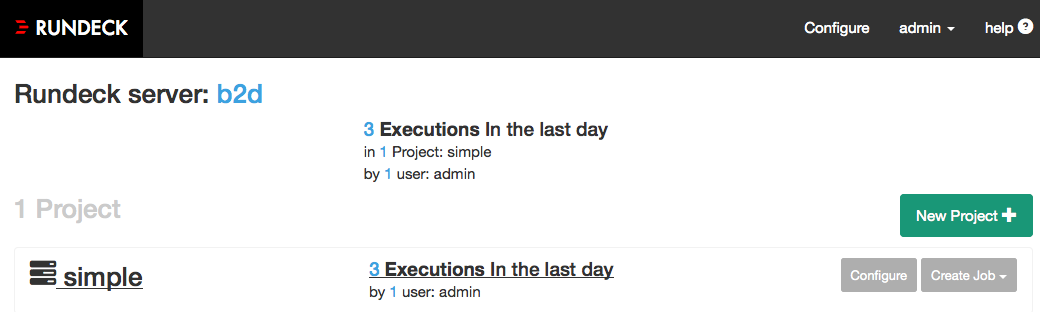 RUNDECK
Configure admin help ?
Rundeck server: b2d
3 Executions In the last day
in 1 Project: simple
by 1 user: admin
1 Project
New Project
simple
3 Executions In the last day
by 1 user: admin
Configure Create Job